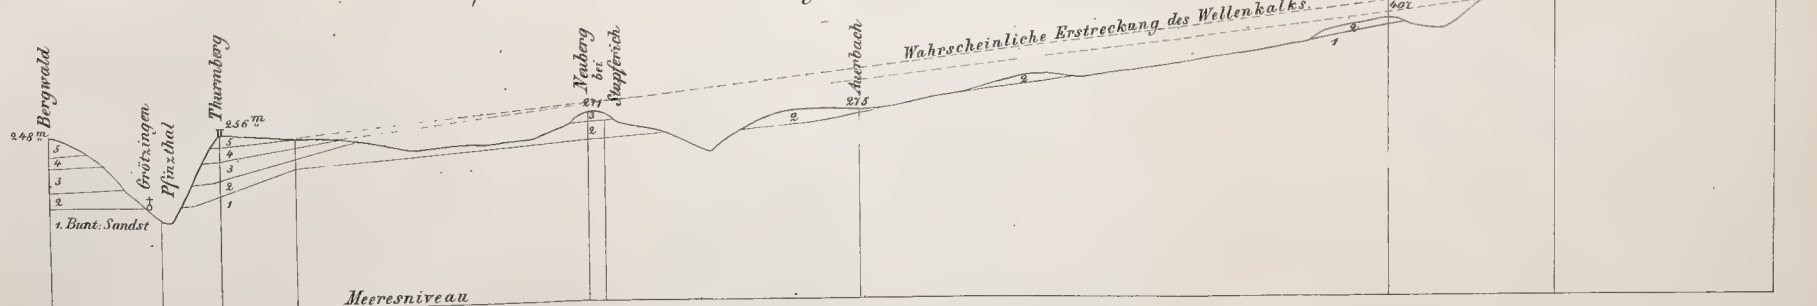 Bergwald
248 m
5
4
3
2
1. Bunt: Sandst
Grötzingen
Pfinzthal
Thurmberg
256 m
5
4
3
2
1
Neuberg
bei
Stupferich
271
3
2
Auerbach
275
2
Wahrscheinliche Erstreckung des Wellenkalks.
2
402
2
1
Meeresniveau